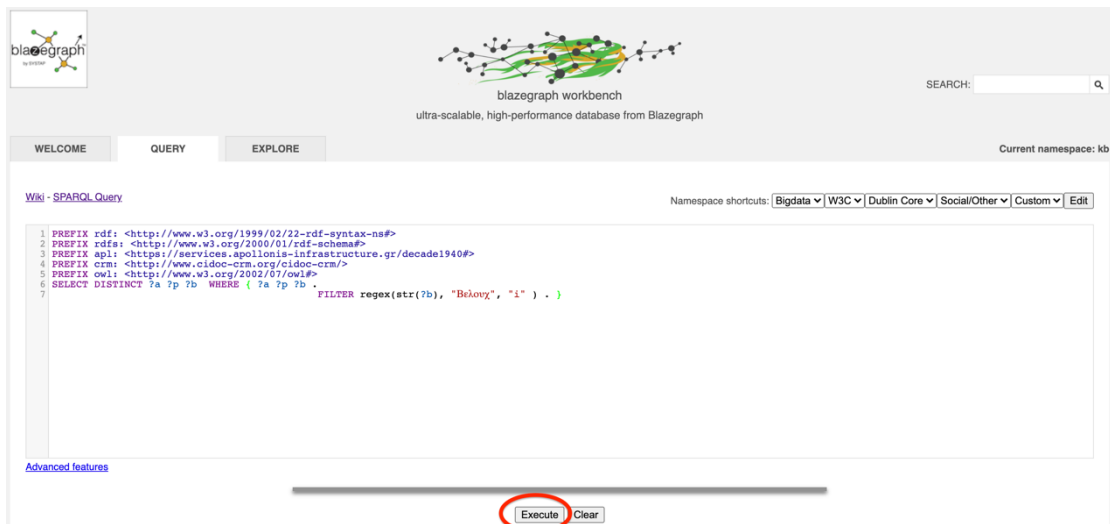 blazegraph
by SYSTAP
blazegraph workbench
ultra-scalable, high-performance database from Blazegraph
SEARCH:
WELCOME QUERY EXPLORE Current namespace: kb
Wiki - SPARQL Query Namespace shortcuts: Bigdata W3C Dublin Core Social/Other Custom Edit
1 PREFIX rdf: <http://www.w3.org/1999/02/22-rdf-syntax-ns#>
2 PREFIX rdfs: <http://www.w3.org/2000/01/rdf-schema#>
3 PREFIX apl: <https://services.apollonis-infrastructure.gr/decade1940#>
4 PREFIX crm: <http://www.cidoc-crm.org/cidoc-crm/>
5 PREFIX owl: <http://www.w3.org/2002/07/owl#>
6 SELECT DISTINCT ?a ?p ?b WHERE { ?a ?p ?b .
7 FILTER regex(str(?b), "Βελουχ", "i" ) . }
Advanced features
Execute Clear